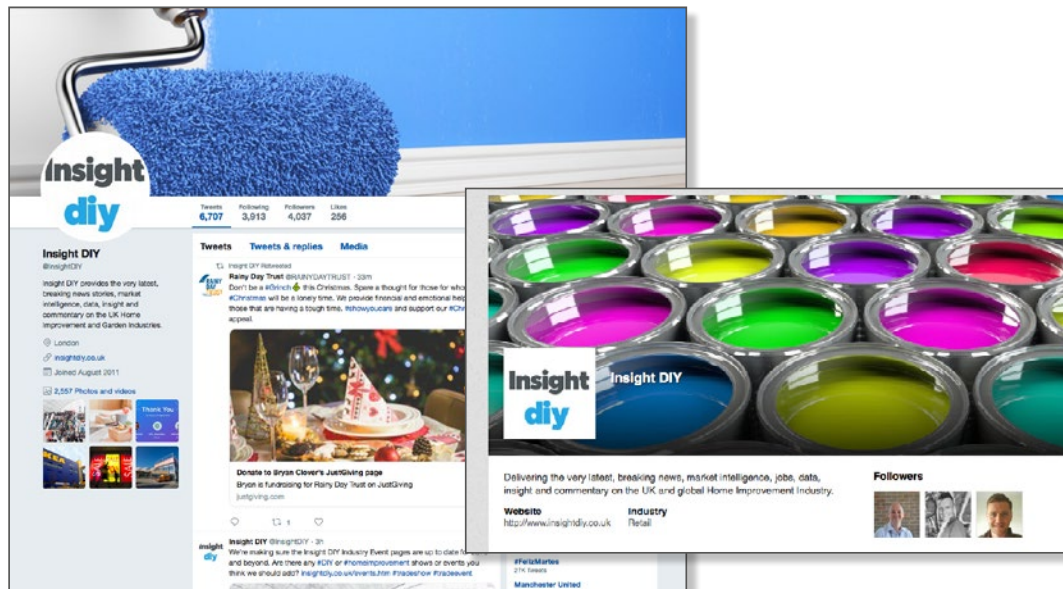 Insight
diy
Tweets Following Followers Likes
6,707 3,913 4,037 256
Insight DIY
@InsightDIY
Insight DIY provides the very latest,
breaking news stories, market
intelligence, data, insight and
commentary on the UK Home
Improvement and Garden Industries.
London
insightdiy.co.uk
Joined August 2011
2,557 Photos and videos
Thank You
IKEA
SALE
SALE
Tweets Tweets & replies Media
Insight DIY Retweeted
Rainy Day Trust @RAINYDAYTRUST · 33m
Don't be a #Grinch this Christmas. Spare a thought for those for who
#Christmas will be a lonely time. We provide financial and emotional help
those that are having a tough time. #showyoucare and support our #Chr
appeal.
RAINY
DAY
Donate to Bryan Clover's JustGiving page
Bryan is fundraising for Rainy Day Trust on JustGiving
justgiving.com
1
Insight DIY @InsightDIY · 3h
We're making sure the Insight DIY Industry Event pages are up to date for
and beyond. Are there any #DIY or #homeimprovement shows or events you
think we should add? insightdiy.co.uk/events.htm #tradeshow #tradeevent
Insight
diy
#FelizMartes
27K Tweets
Manchester United
Insight
diy
Insight DIY
Delivering the very latest, breaking news, market intelligence, jobs, data,
insight and commentary on the UK and global Home Improvement Industry.
Website Industry
http://www.insightdiy.co.uk Retail
Followers